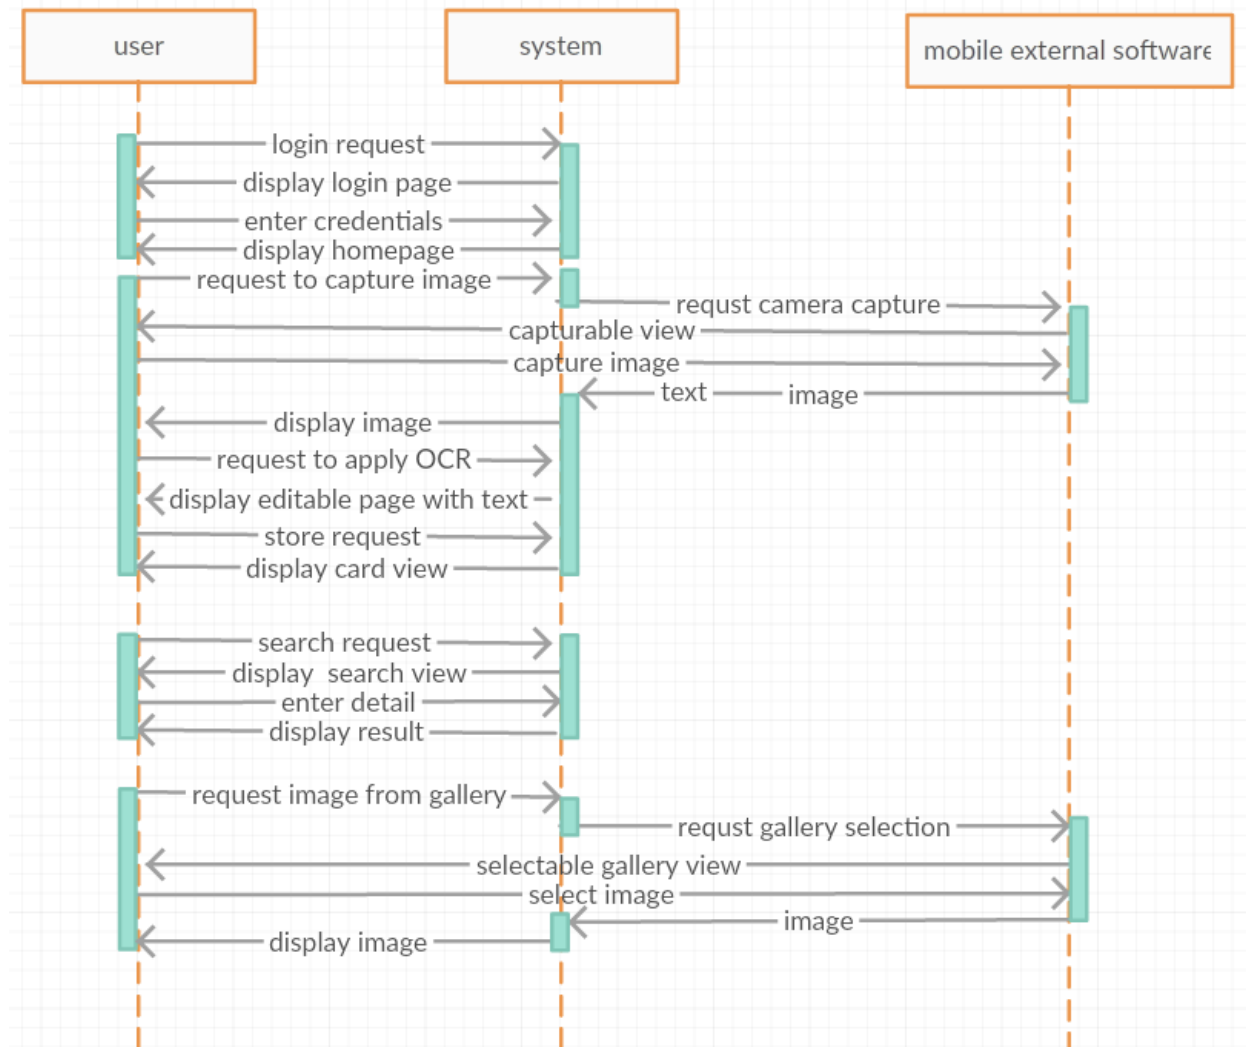 user
system
mobile external software
login request
display login page
enter credentials
display homepage
request to capture image
requst camera capture
capturable view
capture image
text image
display image
request to apply OCR
display editable page with text
store request
display card view
search request
display search view
enter detail
display result
request image from gallery
requst gallery selection
selectable gallery view
select image
image
display image